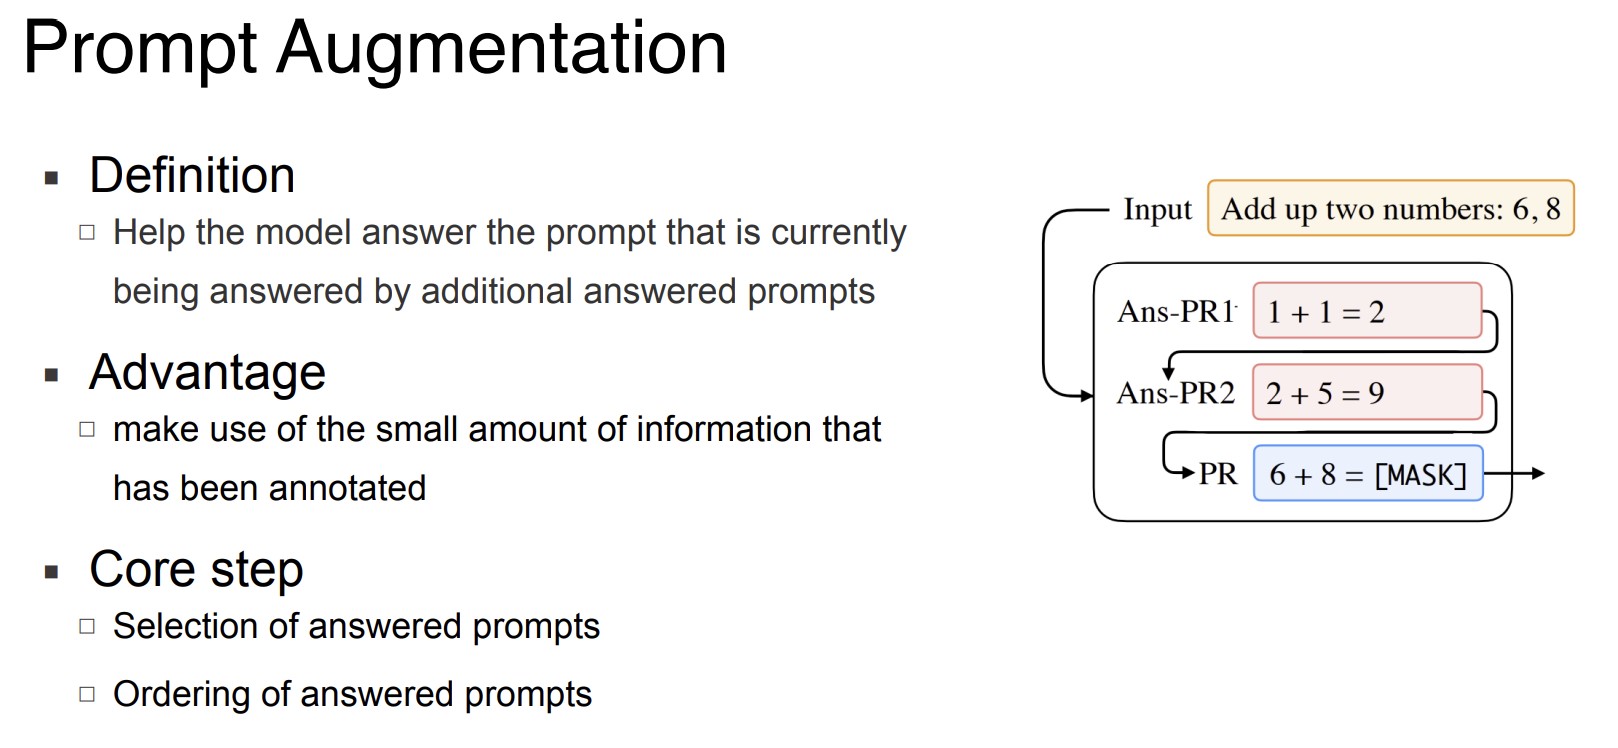 Prompt Augmentation
Definition
Help the model answer the prompt that is currently
being answered by additional answered prompts
Advantage
make use of the small amount of information that
has been annotated
Core step
Selection of answered prompts
Ordering of answered prompts
Input Add up two numbers: 6, 8
Ans-PR1 1 + 1 = 2
Ans-PR2 2 + 5 = 9
PR 6 + 8 = [MASK]